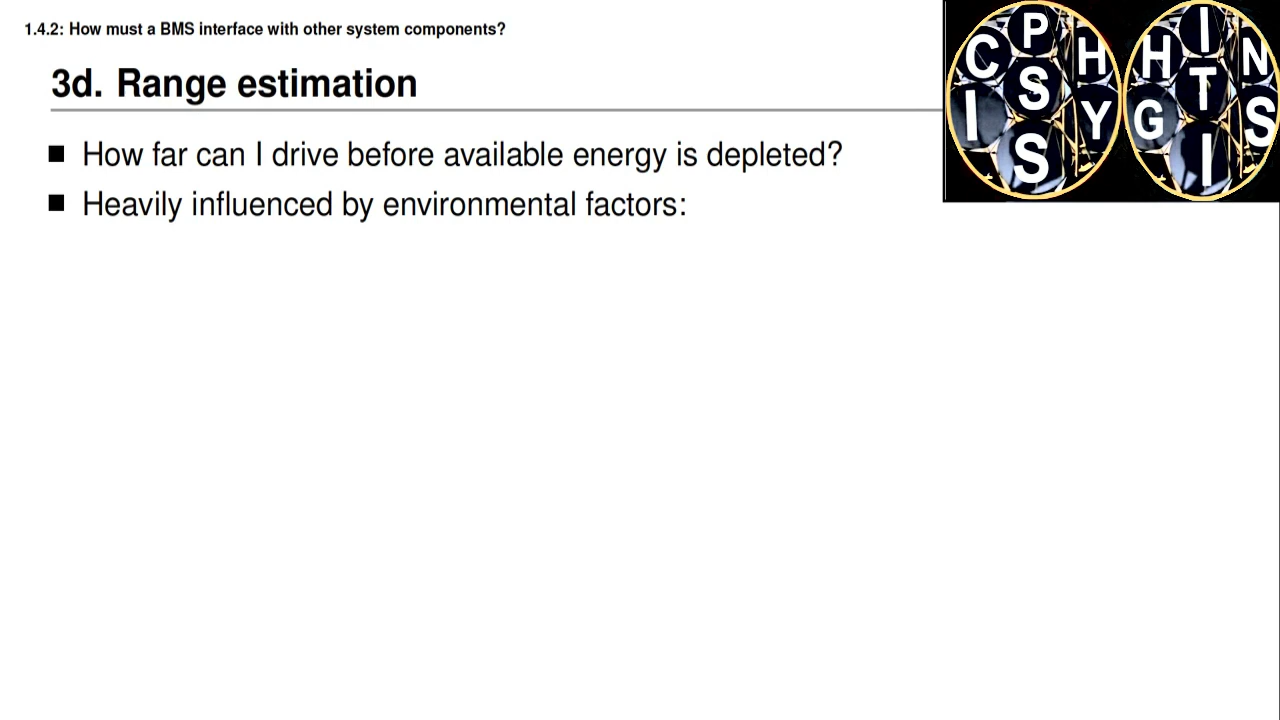 1.4.2: How must a BMS interface with other system components?
3d. Range estimation
How far can I drive before available energy is depleted?
Heavily influenced by environmental factors:
P
C H
S
I Y
S
I
H N
T
G S
I